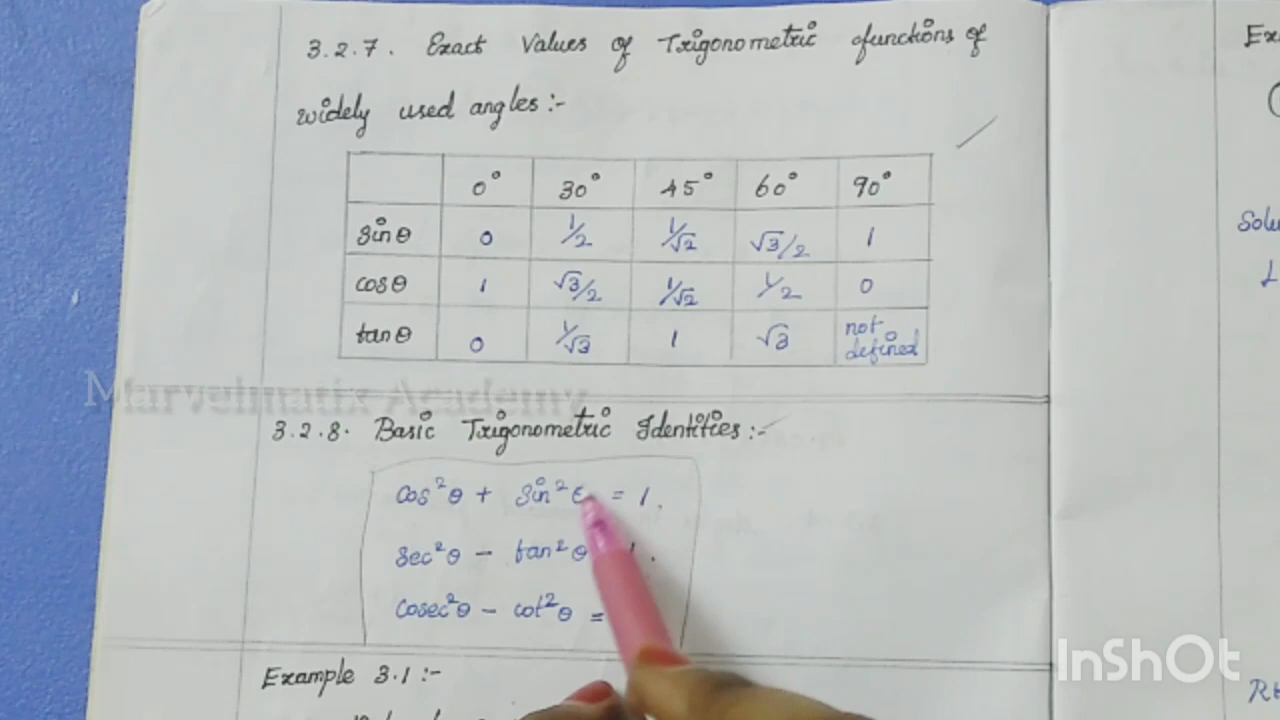 3.2.7. Exact Values of Trigonometric functions of
widely used angles :-
0° 30° 45° 60° 90°
sinθ 0 1/2 1/√2 √3/2 1
cosθ 1 √3/2 1/√2 1/2 0
tanθ 0 1/√3 1 √3 not defined
Marvelmatix Academy
3.2.8. Basic Trigonometric Identities :-
cos²θ + sin²θ = 1.
sec²θ - tan²θ 1.
cosec²θ - cot²θ =
Example 3.1 :-
Ex
Solu
InShOt